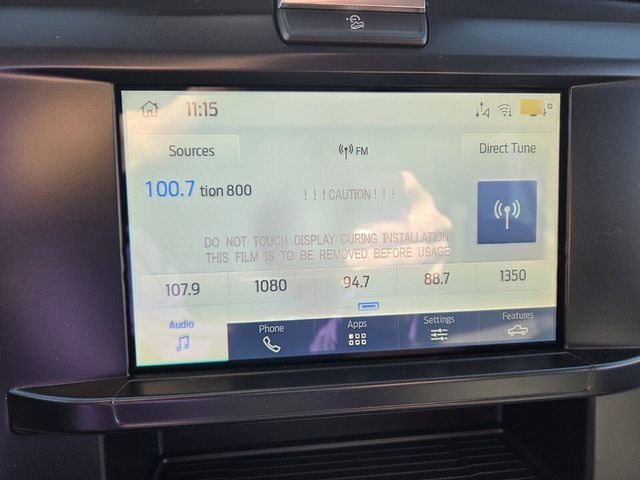 11:15
Sources
FM
Direct Tune
100.7 tion 800
!!!CAUTION!!!
DO NOT TOUCH DISPLAY DURING INSTALLATION
THIS FILM IS TO BE REMOVED BEFORE USAGE
107.9 1080 94.7 88.7 1350
Audio Phone Apps Settings Features